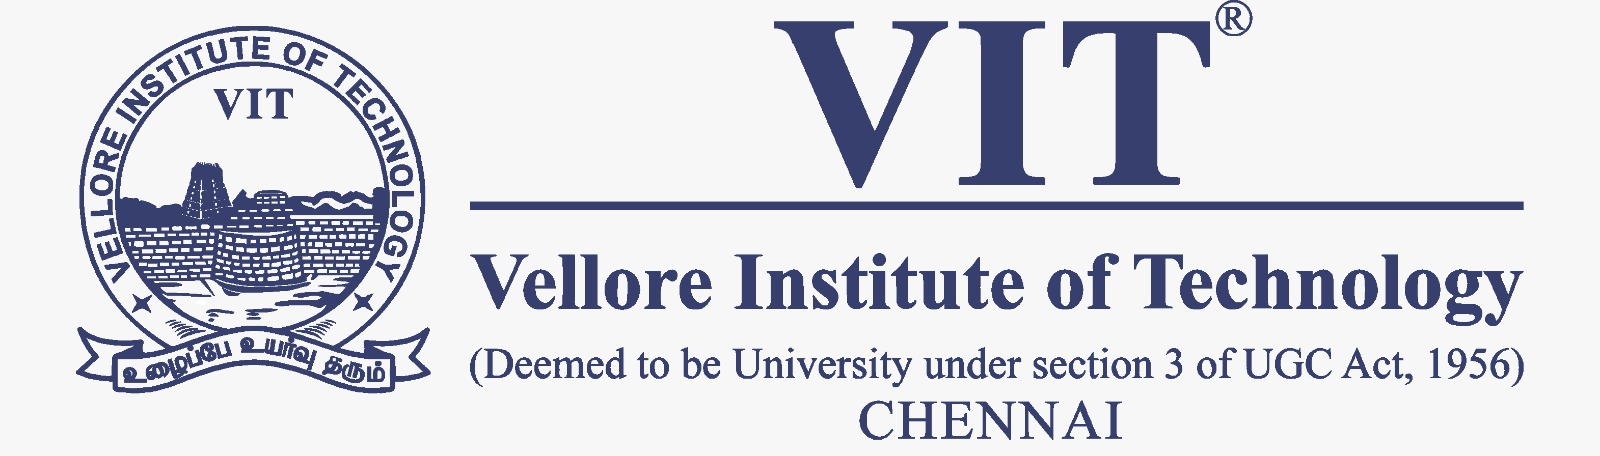 VELLORE INSTITUTE OF TECHNOLOGY
VIT
உழைப்பே உயர்வு தரும்
VIT®
Vellore Institute of Technology
(Deemed to be University under section 3 of UGC Act, 1956)
CHENNAI